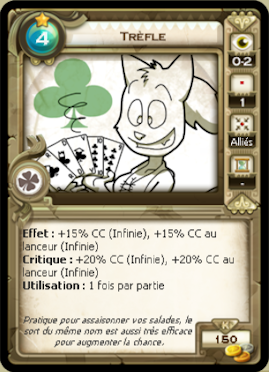 4
TRÈFLE
0-2
1
Alliés
-
Effet : +15% CC (Infinie), +15% CC au
lanceur (Infinie)
Critique : +20% CC (Infinie), +20% CC au
lanceur (Infinie)
Utilisation : 1 fois par partie
Pratique pour assaisonner vos salades, le
sort du même nom est aussi très efficace
pour augmenter la chance.
K
150